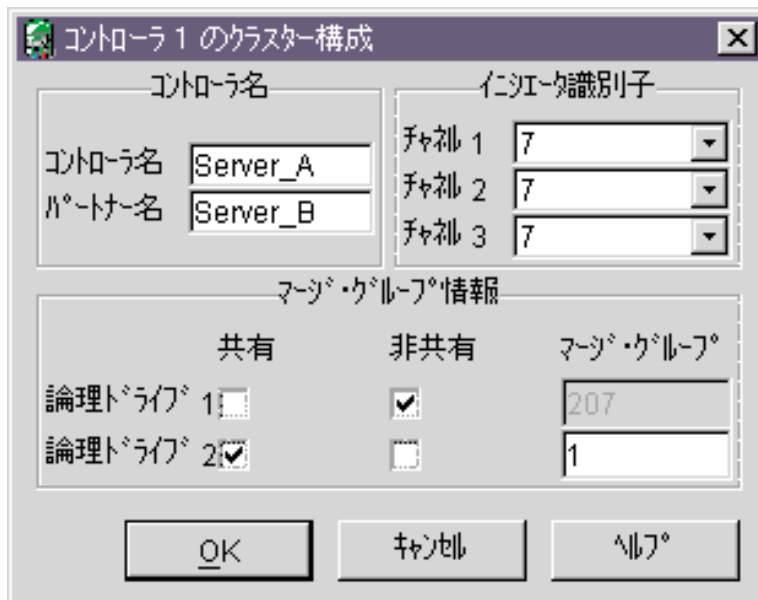 コントローラ 1 のクラスター構成
コントローラ名
コントローラ名 Server_A
パートナー名 Server_B
イニシエータ識別子
チャネル 1 7
チャネル 2 7
チャネル 3 7
マージ・グループ情報
共有 非共有 マージ・グループ
論理ドライブ 1 207
論理ドライブ 2 1
OK キャンセル ヘルプ